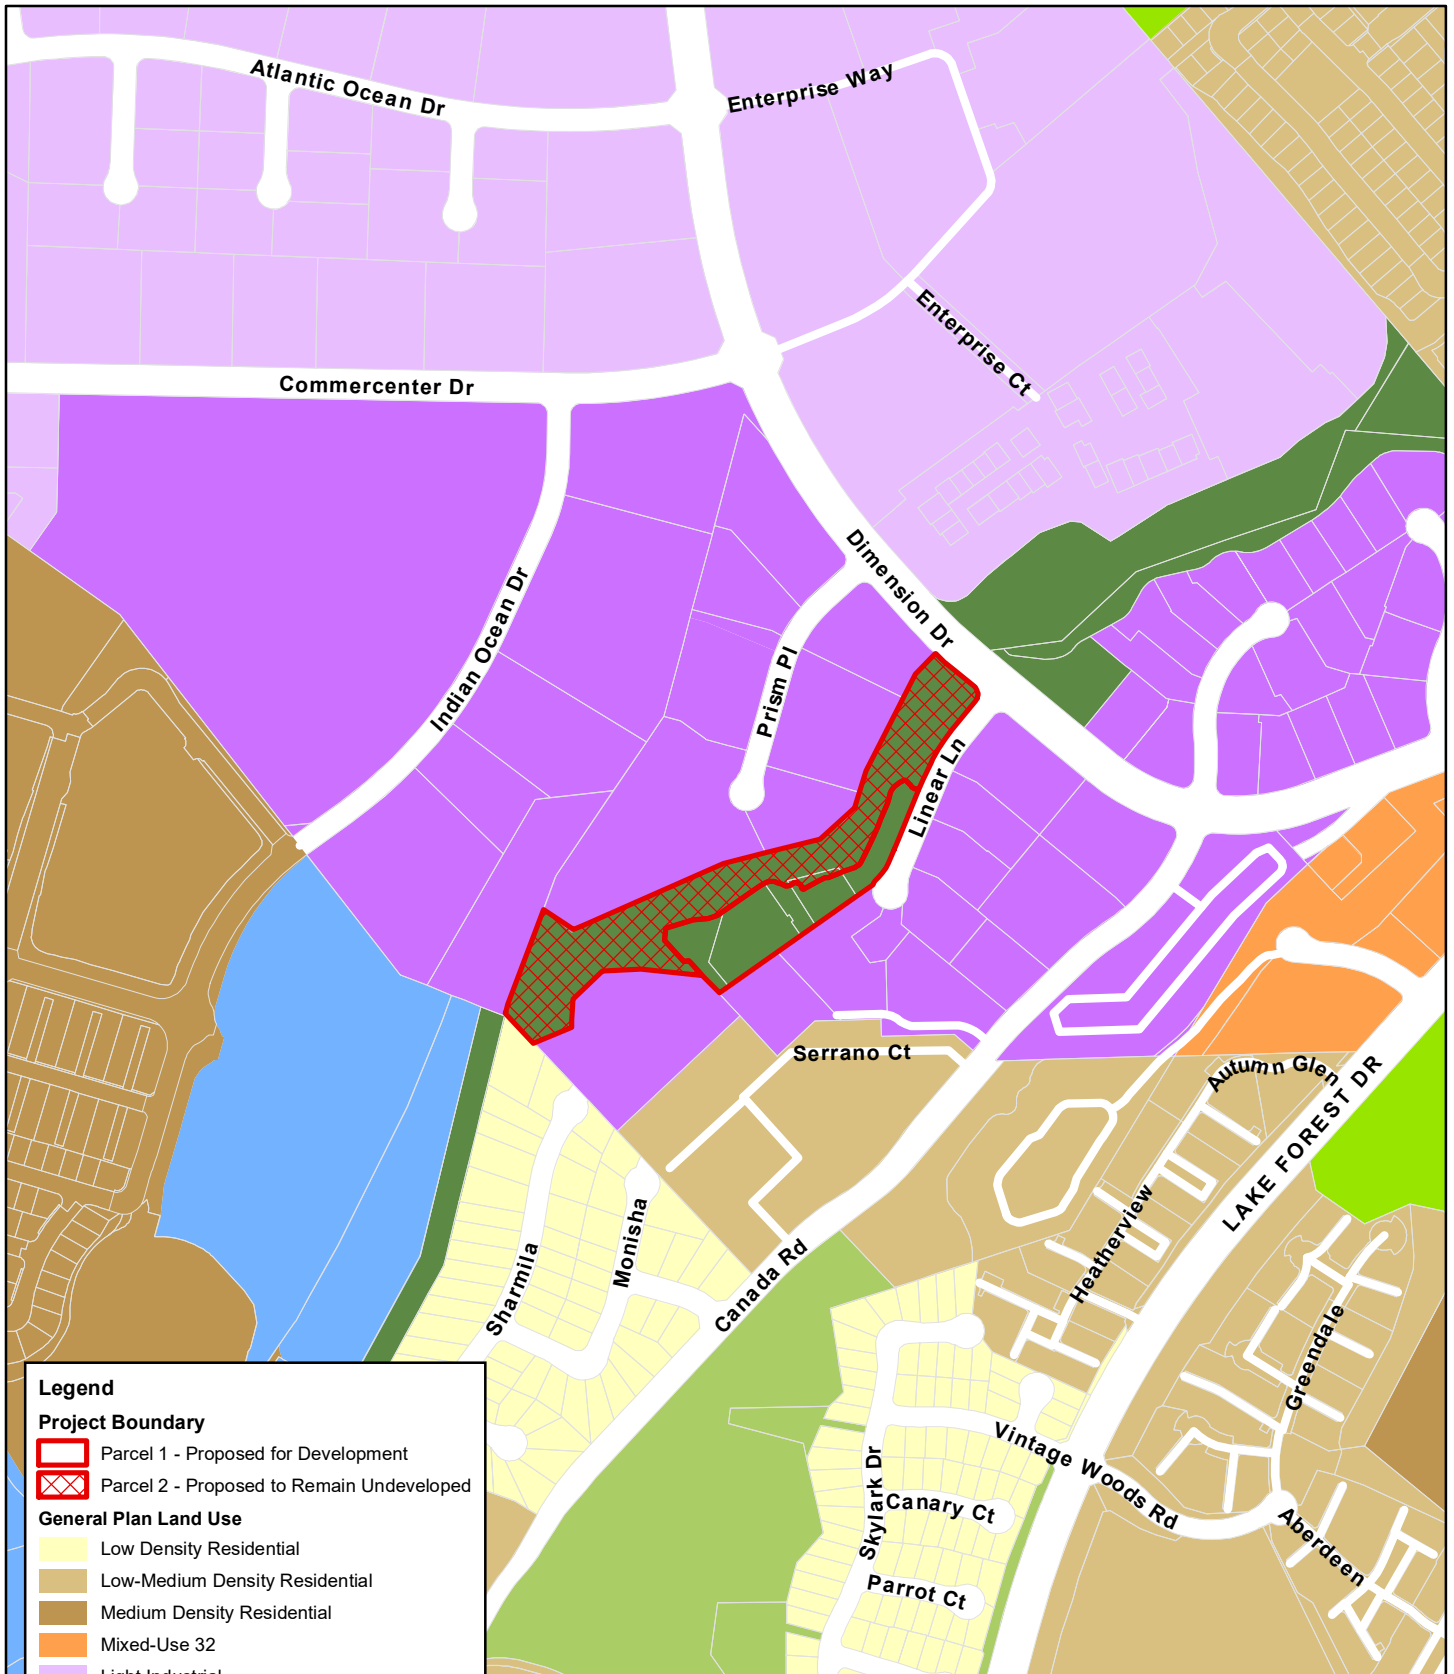 Atlantic Ocean Dr
Enterprise Way
Enterprise Ct
Commercenter Dr
Dimension Dr
Indian Ocean Dr
Prism Pl
Linear Ln
Serrano Ct
Autumn Glen
LAKE FOREST DR
Heatherview
Monisha
Sharmila
Canada Rd
Greendale
Vintage Woods Rd
Skylark Dr
Canary Ct
Aberdeen
Parrot Ct
Legend
Project Boundary
Parcel 1 - Proposed for Development
Parcel 2 - Proposed to Remain Undeveloped
General Plan Land Use
Low Density Residential
Low-Medium Density Residential
Medium Density Residential
Mixed-Use 32
Light Industrial